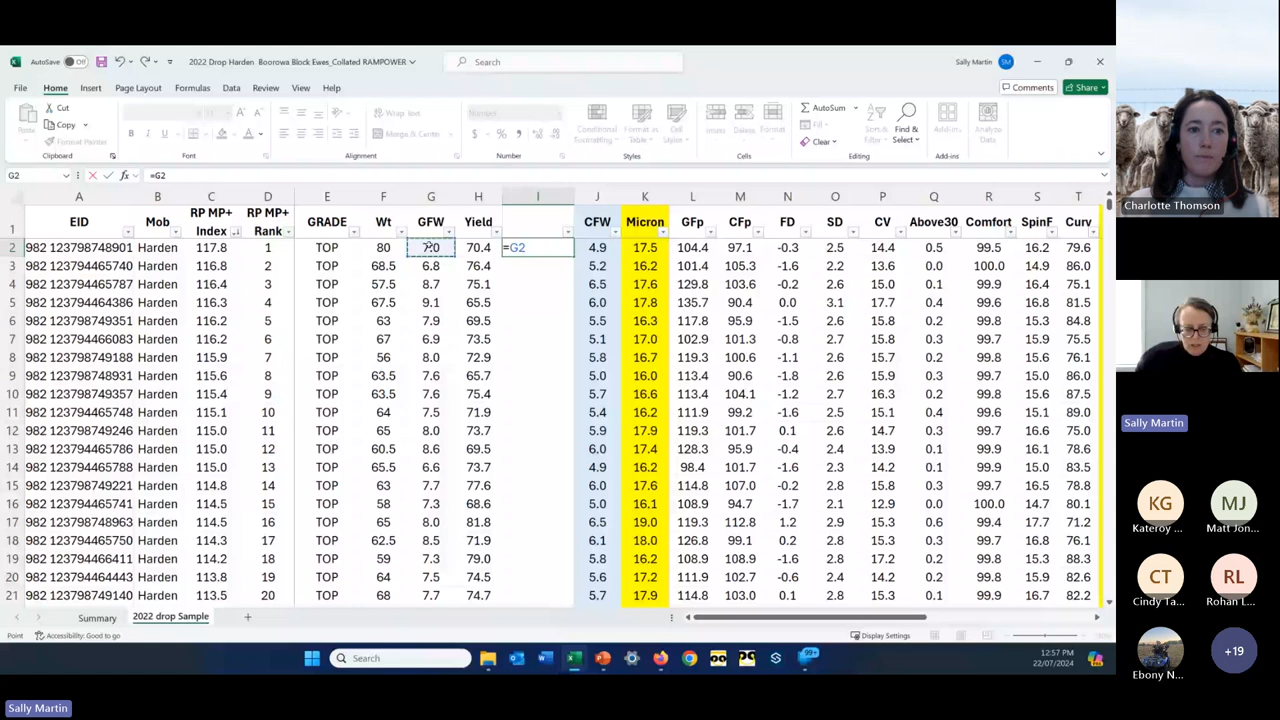 AutoSave Off 2022 Drop Harden Boorowa Block Ewes_Collated RAMPOWER Search Sally Martin SM
File Home Insert Draw Page Layout Formulas Data Review View Help Comments Share
Cut
Copy
Format Painter
Paste
Wrap Text
Merge & Center
Conditional Formatting
Format as Table
Cell Styles
Insert Delete Format
AutoSum
Fill
Clear
Sort & Filter
Find & Select
Add-ins
Analyze Data
Clipboard Font Alignment Number Styles Cells Editing Add-ins
G2 fx =G2
A B C D E F G H I J K L M N O P Q R S T
1 EID Mob RP MP+ Index RP MP+ Rank GRADE Wt GFW Yield CFW Micron GFp CFp FD SD CV Above30 Comfort SpinF Curv
2 982 123798748901 Harden 117.8 1 TOP 80 7.0 70.4 =G2 4.9 17.5 104.4 97.1 -0.3 2.5 14.4 0.5 99.5 16.2 79.6
3 982 123794465740 Harden 116.8 2 TOP 68.5 6.8 76.4 5.2 16.2 101.4 105.3 -1.6 2.2 13.6 0.0 100.0 14.9 86.0
4 982 123794465787 Harden 116.4 3 TOP 57.5 8.7 75.1 6.5 17.6 129.8 103.6 -0.2 2.6 15.0 0.1 99.9 16.4 75.1
5 982 123794464386 Harden 116.3 4 TOP 67.5 9.1 65.5 6.0 17.8 135.7 90.4 0.0 3.1 17.7 0.4 99.6 16.8 81.5
6 982 123798749351 Harden 116.2 5 TOP 63 7.9 69.5 5.5 16.3 117.8 95.9 -1.5 2.6 15.8 0.2 99.8 15.3 84.8
7 982 123794466083 Harden 116.2 6 TOP 67 6.9 73.5 5.1 17.0 102.9 101.3 -0.8 2.7 15.8 0.2 99.8 15.9 75.5
8 982 123798749188 Harden 115.9 7 TOP 56 8.0 72.9 5.8 16.7 119.3 100.6 -1.1 2.6 15.7 0.2 99.8 15.6 76.1
9 982 123798748931 Harden 115.6 8 TOP 63.5 7.6 65.7 5.0 16.0 113.4 90.6 -1.8 2.6 15.9 0.3 99.7 15.0 86.0
10 982 123798749357 Harden 115.4 9 TOP 63.5 7.6 75.4 5.7 16.6 113.4 104.1 -1.2 2.7 16.3 0.2 99.8 15.6 87.5
11 982 123794465748 Harden 115.1 10 TOP 64 7.5 71.9 5.4 16.2 111.9 99.2 -1.6 2.5 15.1 0.4 99.6 15.1 89.0
12 982 123798749246 Harden 115.0 11 TOP 65 8.0 73.7 5.9 17.9 119.3 101.7 0.1 2.6 14.7 0.3 99.7 16.6 75.0
13 982 123794465766 Harden 115.0 12 TOP 60.5 8.6 69.5 6.0 17.4 128.3 95.9 -0.4 2.7 15.8 0.1 99.9 16.1 78.6
14 982 123794465788 Harden 115.0 13 TOP 65.5 6.6 73.7 4.9 16.2 98.4 101.7 -1.6 2.3 14.2 0.1 99.9 15.0 83.5
15 982 123798749221 Harden 114.8 14 TOP 63 7.7 77.6 6.0 17.6 114.8 107.0 -0.2 2.8 15.8 0.2 99.8 16.5 78.8
16 982 123794465741 Harden 114.5 15 TOP 58 7.3 68.6 5.0 16.1 108.9 94.7 -1.7 2.1 12.9 0.0 100.0 14.7 80.1
17 982 123798748963 Harden 114.5 16 TOP 65 8.0 81.8 6.5 19.0 119.3 112.8 1.2 2.9 15.3 0.6 99.4 17.7 71.2
18 982 123794465750 Harden 114.3 17 TOP 62.5 8.5 71.9 6.1 18.0 126.8 99.1 0.2 2.8 15.3 0.3 99.7 16.8 76.1
19 982 123794466411 Harden 114.2 18 TOP 59 7.3 79.0 5.8 16.2 108.9 108.9 -1.6 2.8 17.2 0.2 99.8 15.3 88.3
20 982 123794464443 Harden 113.8 19 TOP 64 7.5 74.5 5.6 17.2 111.9 102.7 -0.6 2.4 14.2 0.2 99.8 15.9 82.6
21 982 123798749140 Harden 113.5 20 TOP 68 7.7 74.7 5.7 17.9 114.8 103.0 0.1 2.8 15.3 0.3 99.7 16.7 82.2
Summary 2022 drop Sample
Point Accessibility: Good to go Display Settings
Search 99+ 12:57 PM
22/07/2024
Sally Martin
Charlotte Thomson
Sally Martin
KG MJ
Kateroy ... Matt Jon...
CT RL
Cindy Ta... Rohan L...
+19
Ebony N...